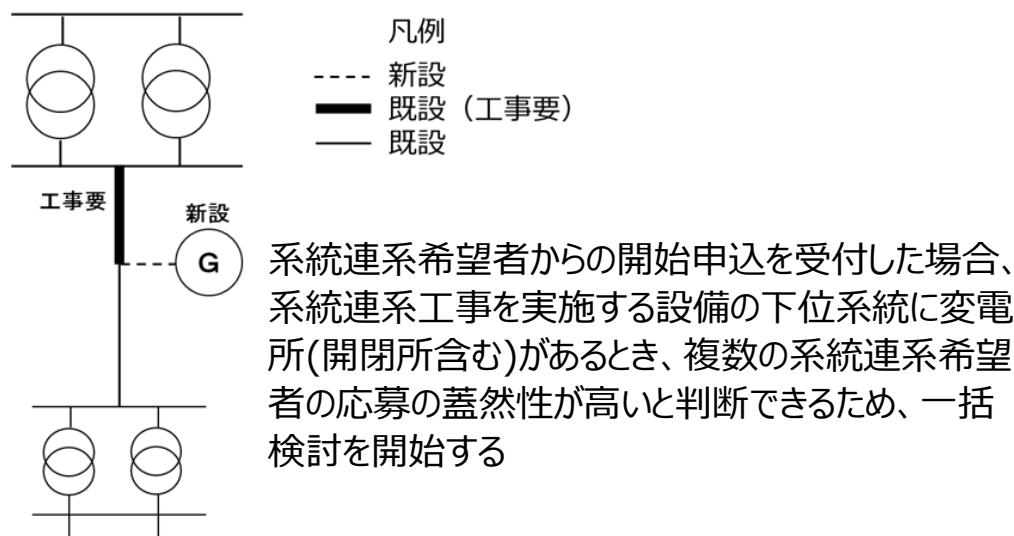 凡例
新設
既設（工事要）
既設
工事要
新設
G
系統連系希望者からの開始申込を受付した場合、
系統連系工事を実施する設備の下位系統に変電
所(開閉所含む)があるとき、複数の系統連系希望
者の応募の蓋然性が高いと判断できるため、一括
検討を開始する